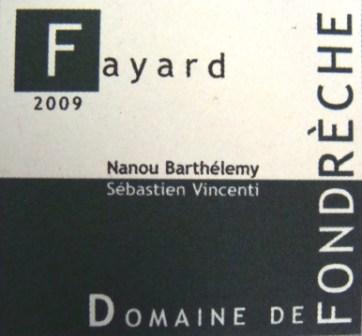 Fayard
2009
Nanou Barthélemy
Sébastien Vincenti
DOMAINE DE
FONDRÈCHE